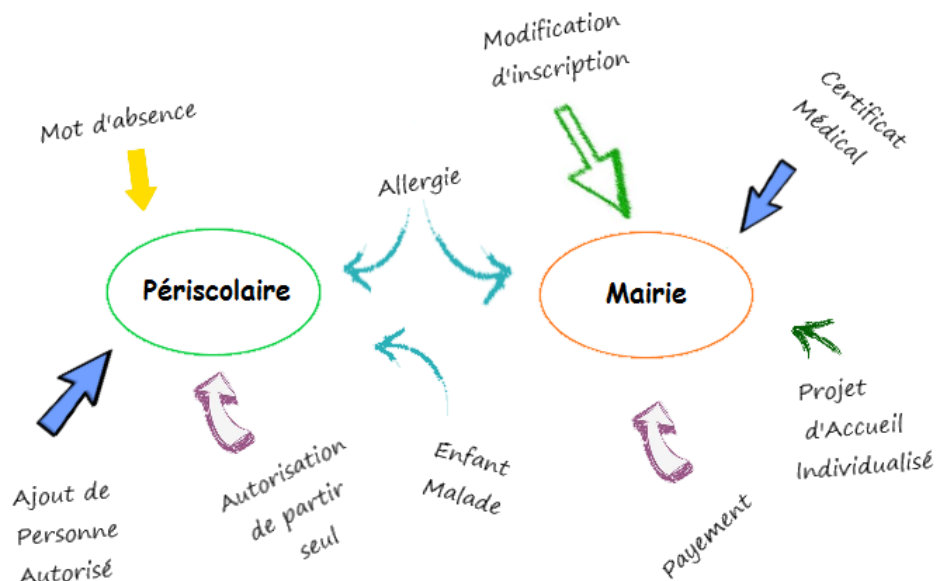 Modification
d'inscription
Certificat
Médical
Mot d'absence
Allergie
Périscolaire
Mairie
Projet
d'Accueil
Individualisé
Enfant
Malade
Autorisation
de partir
seul
Ajout de
Personne
Autorisé
Payement